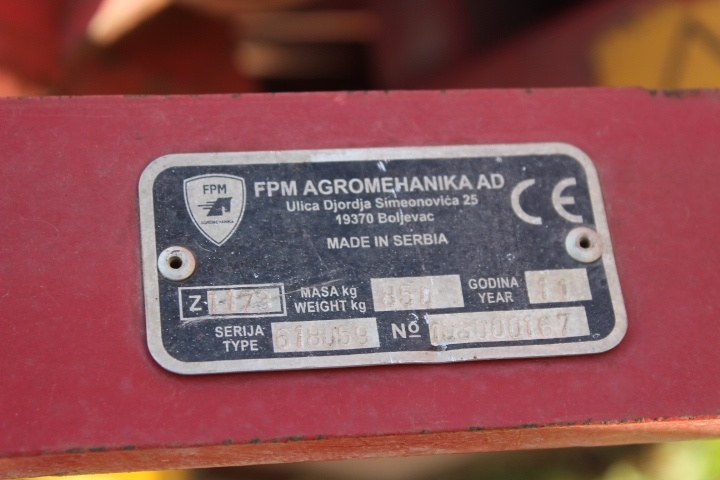 FPM
FPM AGROMEHANIKA AD
Ulica Djordja Simeonovića 25
19370 Boljevac
MADE IN SERBIA
CE
Z
MASA kg
WEIGHT kg
GODINA
YEAR 11
SERIJA
TYPE
Nº